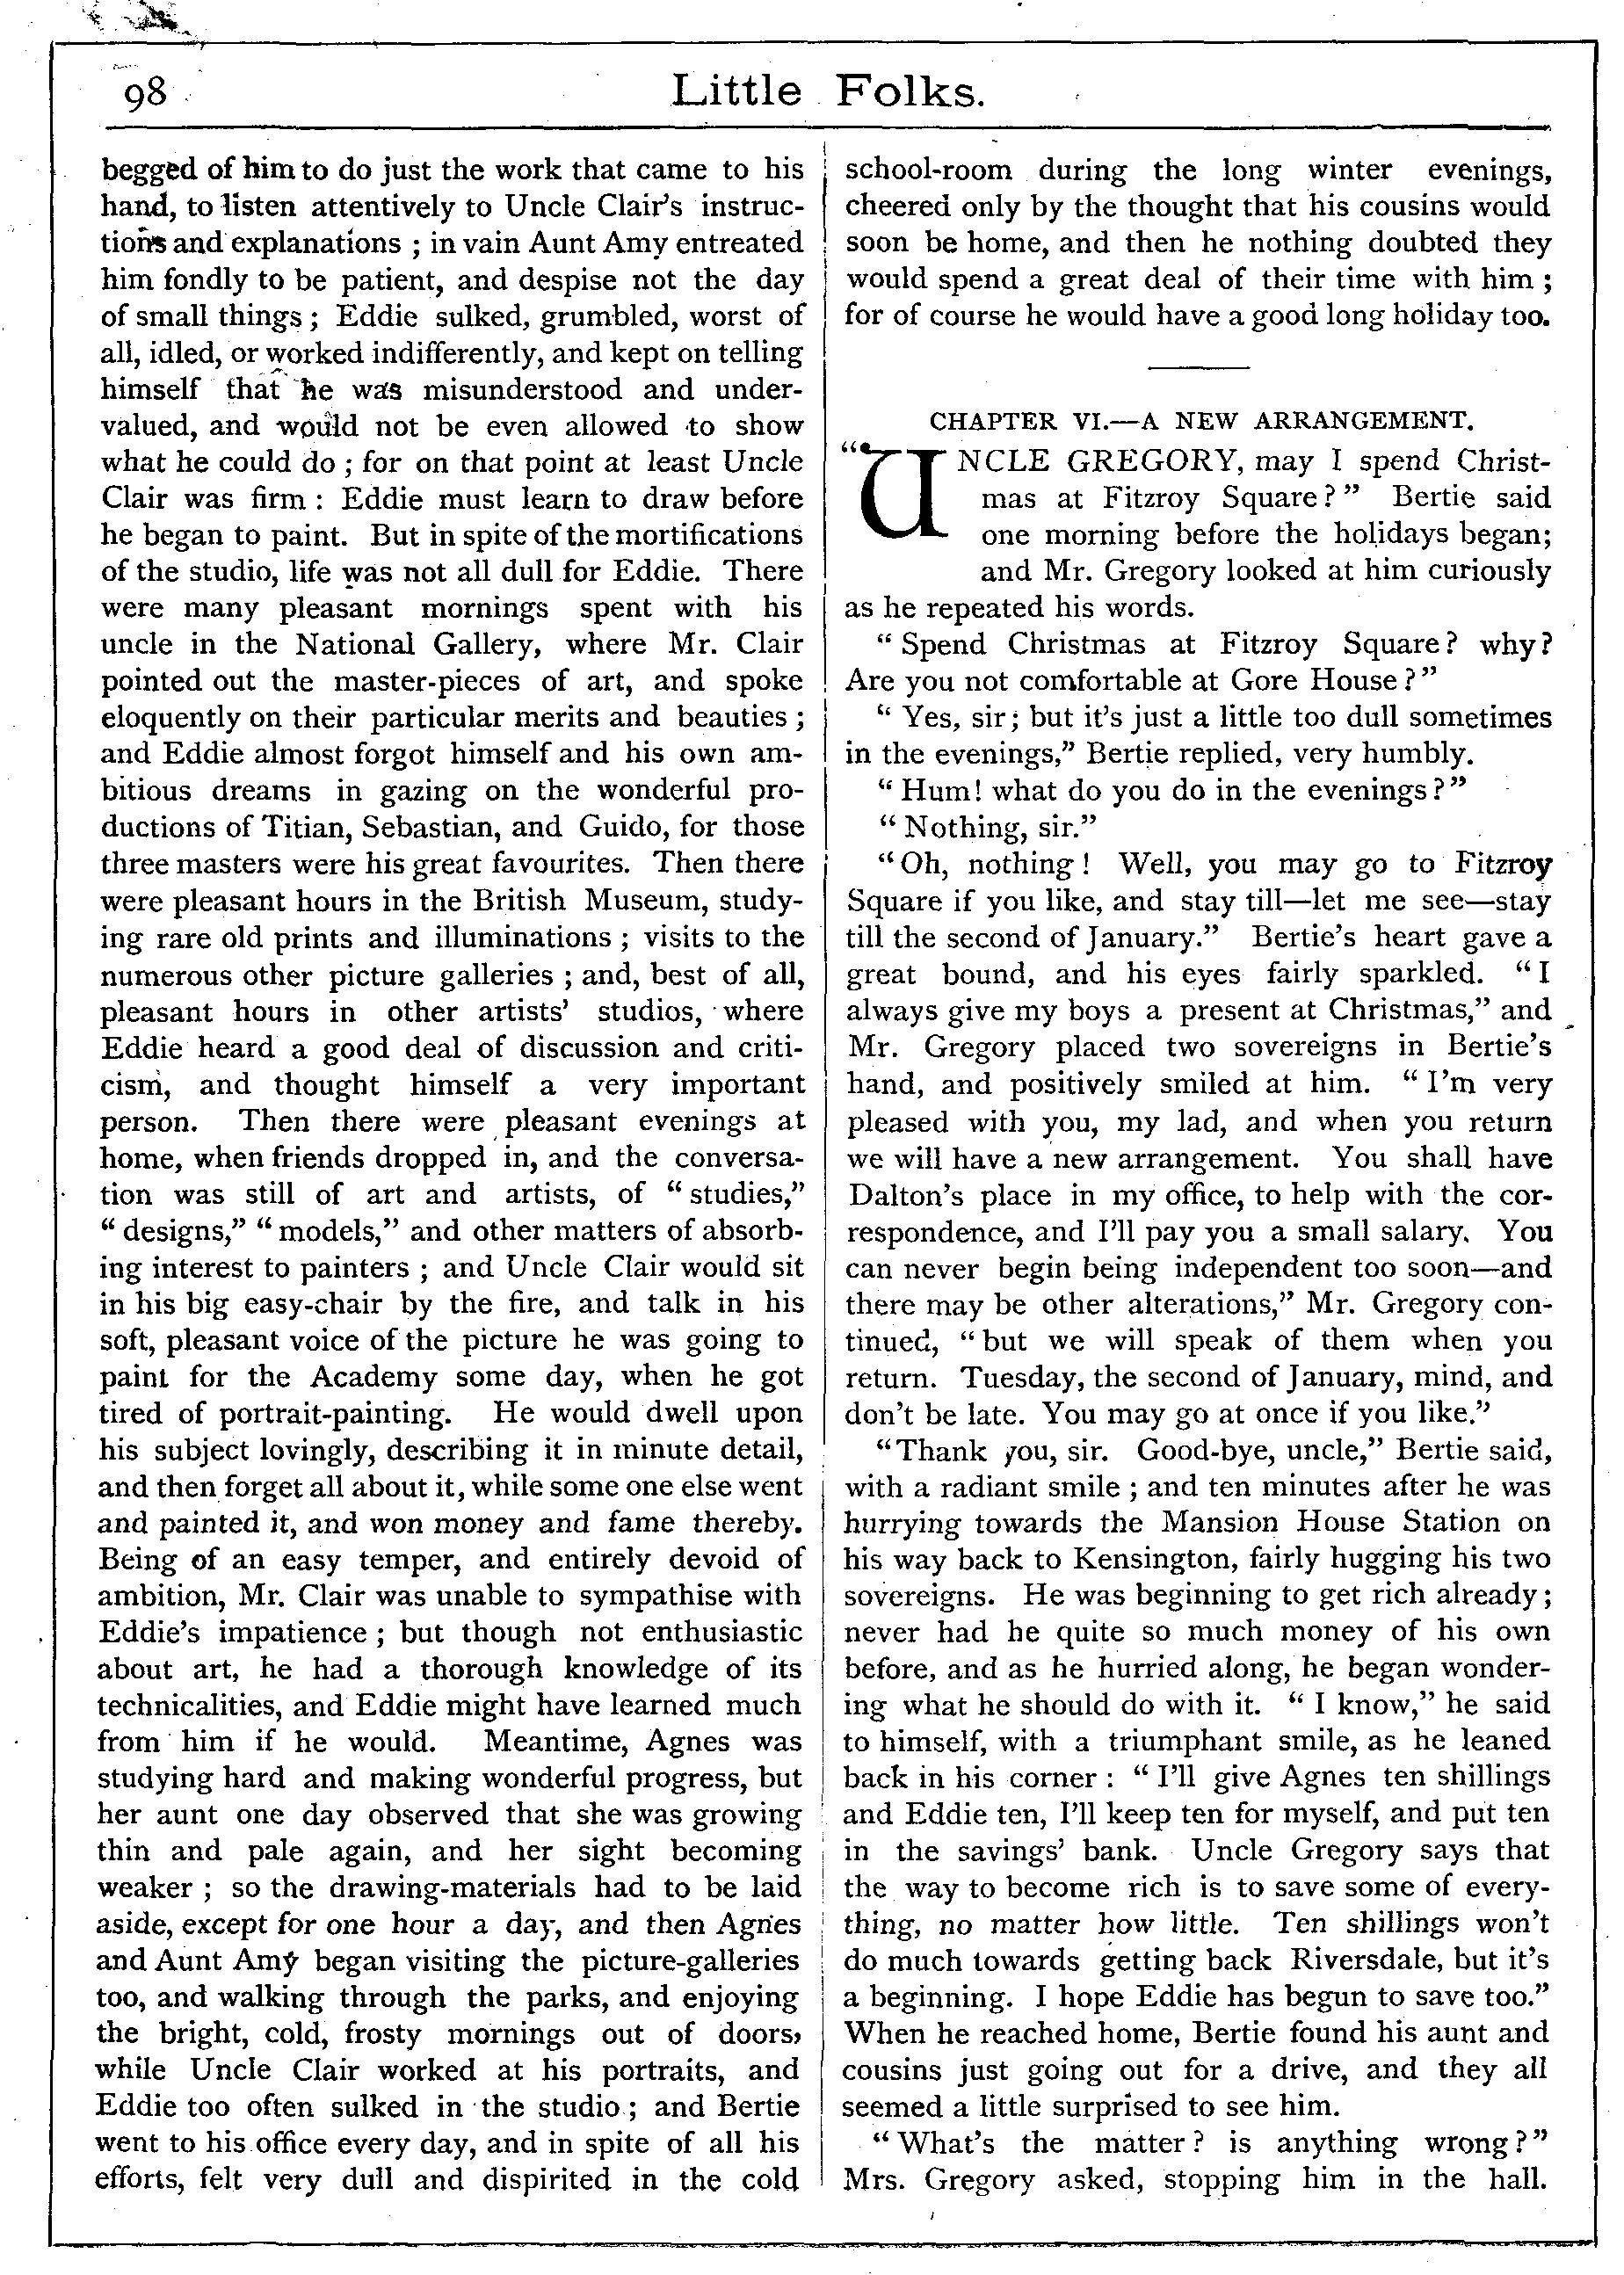 98
Little Folks.
begged of him to do just the work that came to his
hand, to listen attentively to Uncle Clair's instruc-
tions and explanations ; in vain Aunt Amy entreated
him fondly to be patient, and despise not the day
of small things ; Eddie sulked, grumbled, worst of
all, idled, or worked indifferently, and kept on telling
himself that he was misunderstood and under-
valued, and would not be even allowed to show
what he could do ; for on that point at least Uncle
Clair was firm : Eddie must learn to draw before
he began to paint. But in spite of the mortifications
of the studio, life was not all dull for Eddie. There
were many pleasant mornings spent with his
uncle in the National Gallery, where Mr. Clair
pointed out the master-pieces of art, and spoke
eloquently on their particular merits and beauties ;
and Eddie almost forgot himself and his own am-
bitious dreams in gazing on the wonderful pro-
ductions of Titian, Sebastian, and Guido, for those
three masters were his great favourites. Then there
were pleasant hours in the British Museum, study-
ing rare old prints and illuminations ; visits to the
numerous other picture galleries ; and, best of all,
pleasant hours in other artists' studios, where
Eddie heard a good deal of discussion and criti-
cism, and thought himself a very important
person. Then there were pleasant evenings at
home, when friends dropped in, and the conversa-
tion was still of art and artists, of "studies,"
"designs," "models," and other matters of absorb-
ing interest to painters ; and Uncle Clair would sit
in his big easy-chair by the fire, and talk in his
soft, pleasant voice of the picture he was going to
paint for the Academy some day, when he got
tired of portrait-painting. He would dwell upon
his subject lovingly, describing it in minute detail,
and then forget all about it, while some one else went
and painted it, and won money and fame thereby.
Being of an easy temper, and entirely devoid of
ambition, Mr. Clair was unable to sympathise with
Eddie's impatience ; but though not enthusiastic
about art, he had a thorough knowledge of its
technicalities, and Eddie might have learned much
from him if he would. Meantime, Agnes was
studying hard and making wonderful progress, but
her aunt one day observed that she was growing
thin and pale again, and her sight becoming
weaker ; so the drawing-materials had to be laid
aside, except for one hour a day, and then Agnes
and Aunt Amy began visiting the picture-galleries
too, and walking through the parks, and enjoying
the bright, cold, frosty mornings out of doors,
while Uncle Clair worked at his portraits, and
Eddie too often sulked in the studio ; and Bertie
went to his office every day, and in spite of all his
efforts, felt very dull and dispirited in the cold
school-room during the long winter evenings,
cheered only by the thought that his cousins would
soon be home, and then he nothing doubted they
would spend a great deal of their time with him ;
for of course he would have a good long holiday too.
CHAPTER VI.—A NEW ARRANGEMENT.
"UNCLE GREGORY, may I spend Christ-
mas at Fitzroy Square?" Bertie said
one morning before the holidays began;
and Mr. Gregory looked at him curiously
as he repeated his words.
"Spend Christmas at Fitzroy Square? why?
Are you not comfortable at Gore House?"
"Yes, sir; but it's just a little too dull sometimes
in the evenings," Bertie replied, very humbly.
"Hum! what do you do in the evenings?"
"Nothing, sir."
"Oh, nothing! Well, you may go to Fitzroy
Square if you like, and stay till—let me see—stay
till the second of January." Bertie's heart gave a
great bound, and his eyes fairly sparkled. "I
always give my boys a present at Christmas," and
Mr. Gregory placed two sovereigns in Bertie's
hand, and positively smiled at him. "I'm very
pleased with you, my lad, and when you return
we will have a new arrangement. You shall have
Dalton's place in my office, to help with the cor-
respondence, and I'll pay you a small salary. You
can never begin being independent too soon—and
there may be other alterations," Mr. Gregory con-
tinued, "but we will speak of them when you
return. Tuesday, the second of January, mind, and
don't be late. You may go at once if you like."
"Thank you, sir. Good-bye, uncle," Bertie said,
with a radiant smile ; and ten minutes after he was
hurrying towards the Mansion House Station on
his way back to Kensington, fairly hugging his two
sovereigns. He was beginning to get rich already;
never had he quite so much money of his own
before, and as he hurried along, he began wonder-
ing what he should do with it. "I know," he said
to himself, with a triumphant smile, as he leaned
back in his corner : "I'll give Agnes ten shillings
and Eddie ten, I'll keep ten for myself, and put ten
in the savings' bank. Uncle Gregory says that
the way to become rich is to save some of every-
thing, no matter how little. Ten shillings won't
do much towards getting back Riversdale, but it's
a beginning. I hope Eddie has begun to save too."
When he reached home, Bertie found his aunt and
cousins just going out for a drive, and they all
seemed a little surprised to see him.
"What's the matter? is anything wrong?"
Mrs. Gregory asked, stopping him in the hall.